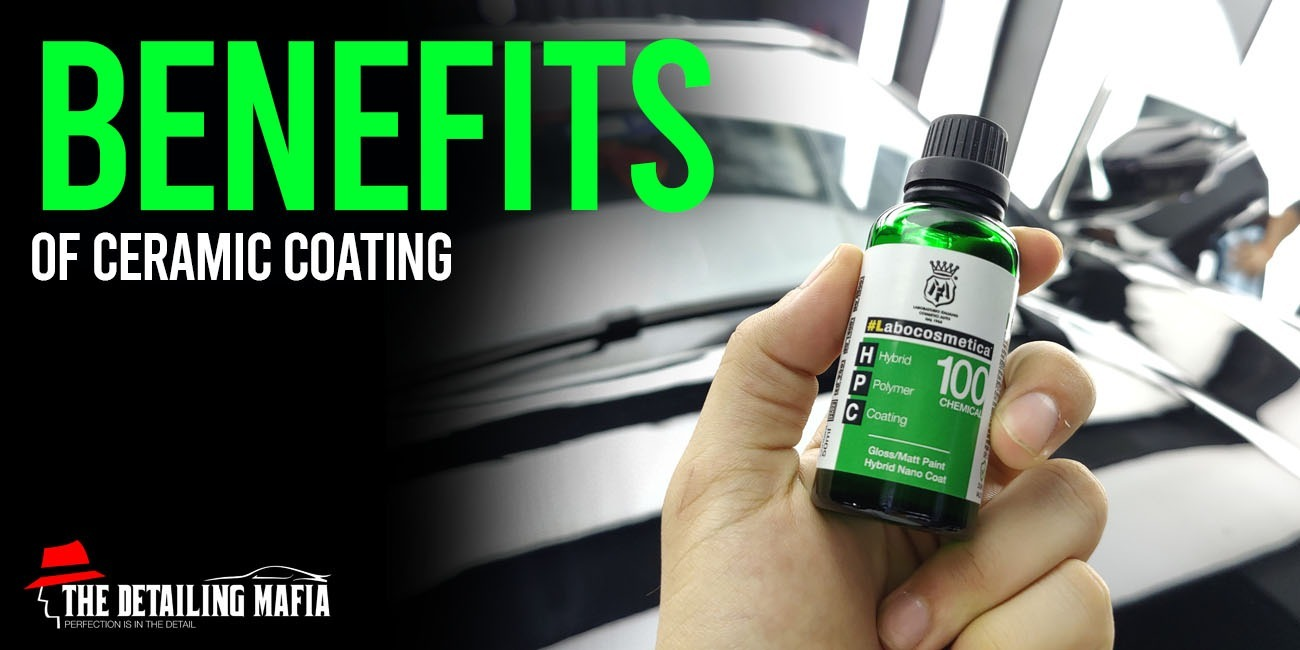 BENEFITS
OF CERAMIC COATING
#Labocosmetica
H Hybrid
P Polymer
C Coating
100
CHEMICAL
Gloss/Matt Paint
Hybrid Nano Coat
50ml
THE DETAILING MAFIA
PERFECTION IS IN THE DETAIL